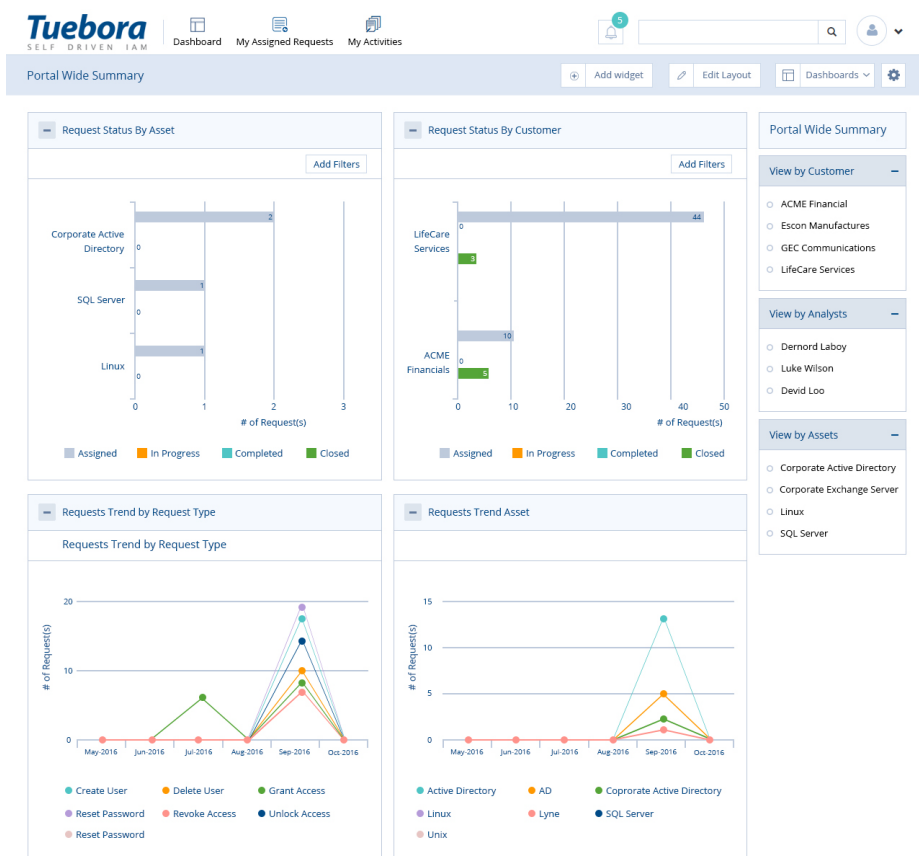 Tuebora
SELF DRIVEN IAM
Dashboard
My Assigned Requests
My Activities
5
Portal Wide Summary
Add widget
Edit Layout
Dashboards
Request Status By Asset
Add Filters
Corporate Active
Directory
2
0
SQL Server
1
0
Linux
1
0
0 1 2 3
# of Request(s)
Assigned In Progress Completed Closed
Request Status By Customer
Add Filters
LifeCare
Services
44
0
3
ACME
Financials
10
0
5
0 10 20 30 40 50
# of Request(s)
Assigned In Progress Completed Closed
Portal Wide Summary
View by Customer
ACME Financial
Escon Manufactures
GEC Communications
LifeCare Services
View by Analysts
Dernord Laboy
Luke Wilson
Devid Loo
View by Assets
Corporate Active Directory
Corporate Exchange Server
Linux
SQL Server
Requests Trend by Request Type
Requests Trend by Request Type
# of Request(s)
20
10
0
May-2016 Jun-2016 Jul-2016 Aug-2016 Sep-2016 Oct-2016
Create User Delete User Grant Access
Reset Password Revoke Access Unlock Access
Reset Password
Requests Trend Asset
# of Request(s)
15
10
5
0
May-2016 Jun-2016 Jul-2016 Aug-2016 Sep-2016 Oct-2016
Active Directory AD Coprorate Active Directory
Linux Lyne SQL Server
Unix